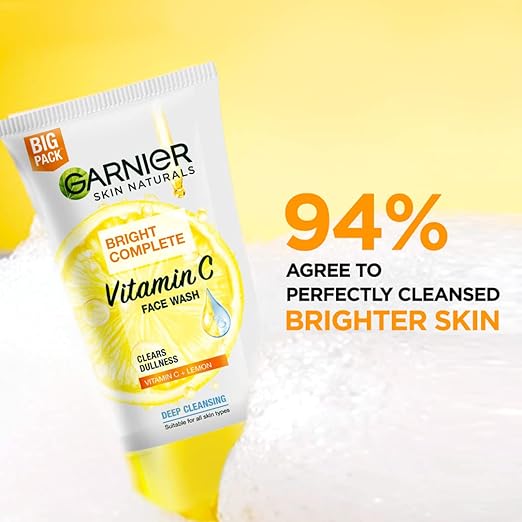 BIG
PACK
GARNIER
SKIN NATURALS
BRIGHT
COMPLETE
Vitamin C
FACE WASH
CLEARS
DULLNESS
VITAMIN C + LEMON
DEEP CLEANSING
Suitable for all skin types
94%
AGREE TO
PERFECTLY CLEANSED
BRIGHTER SKIN